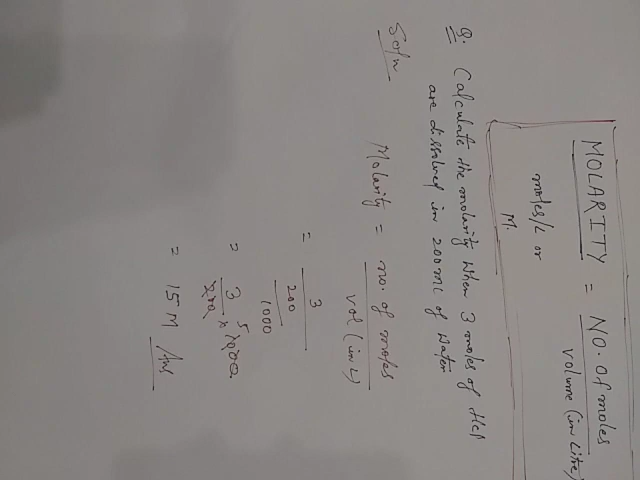 MOLARITY = NO. of moles
volume (in Litre)
moles/L or
M.
Q. Calculate the molarity when 3 moles of HCl
are dissolved in 200 ml of water
Soln Molarity = no. of moles
vol (in L)
= 3
200
1000
= 3 × 1000 5
200
= 15 M Ans